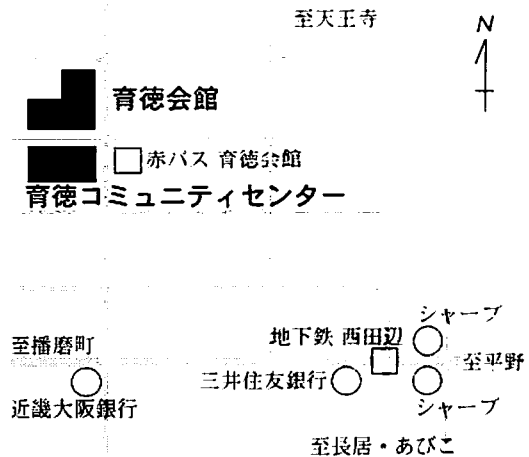 至天王寺
N
育徳会館
赤バス 育徳会館
育徳コミュニティセンター
シャープ
地下鉄 西田辺
至播磨町
至平野
三井住友銀行
近畿大阪銀行
シャープ
至長居・あびこ